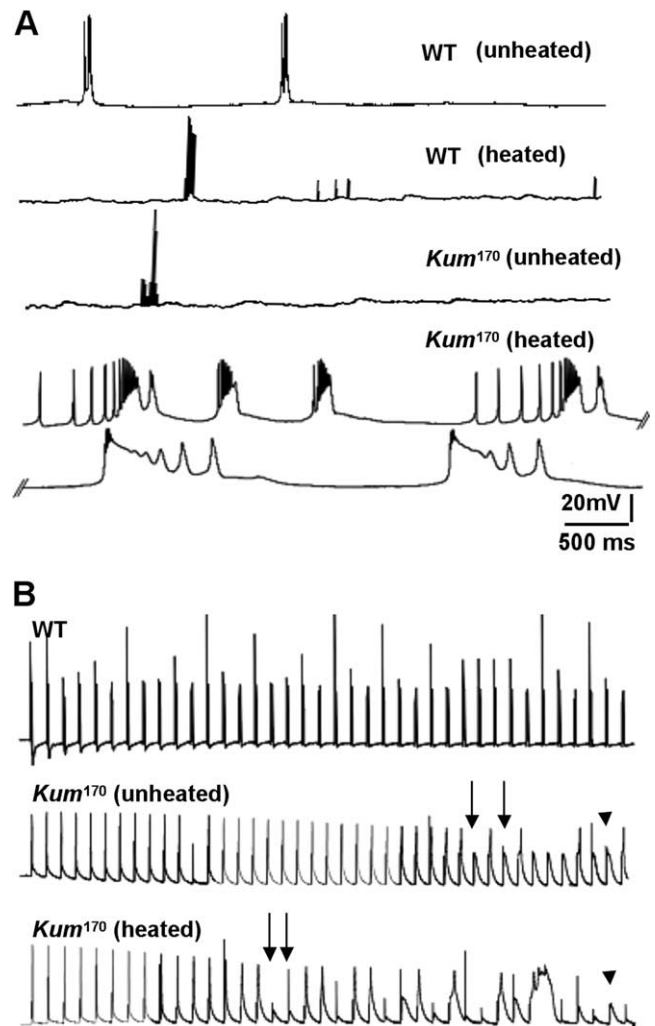 A
WT (unheated)
WT (heated)
Kum170 (unheated)
Kum170 (heated)
20mV
500 ms
B
WT
Kum170 (unheated)
Kum170 (heated)